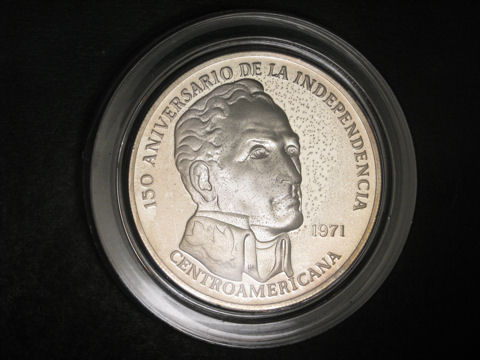 150 ANIVERSARIO DE LA INDEPENDENCIA
CENTROAMERICANA
1971